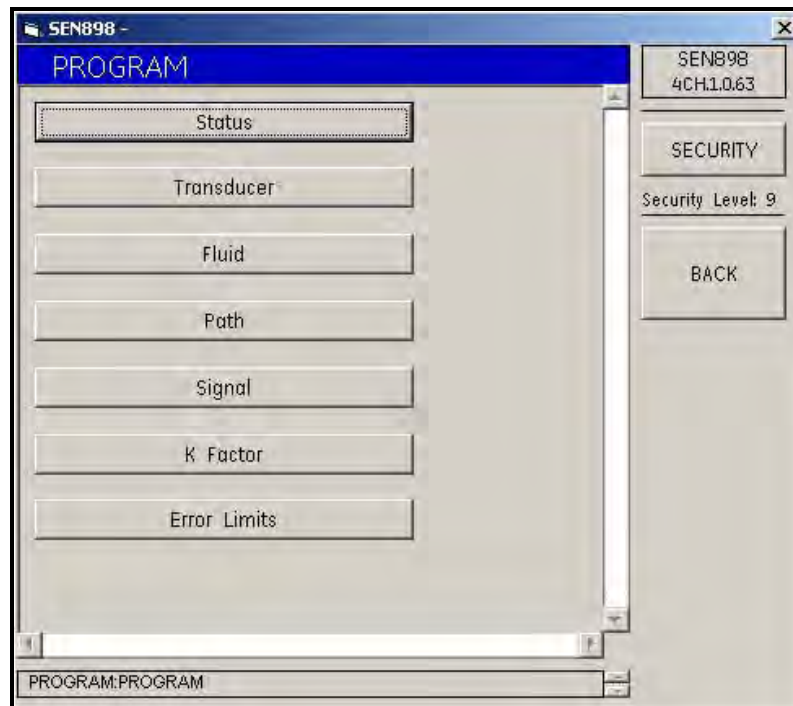 SEN898 -
PROGRAM
SEN898
4CH.1.0.63
Status
SECURITY
Transducer
Security Level: 9
Fluid
BACK
Path
Signal
K Factor
Error Limits
PROGRAM:PROGRAM